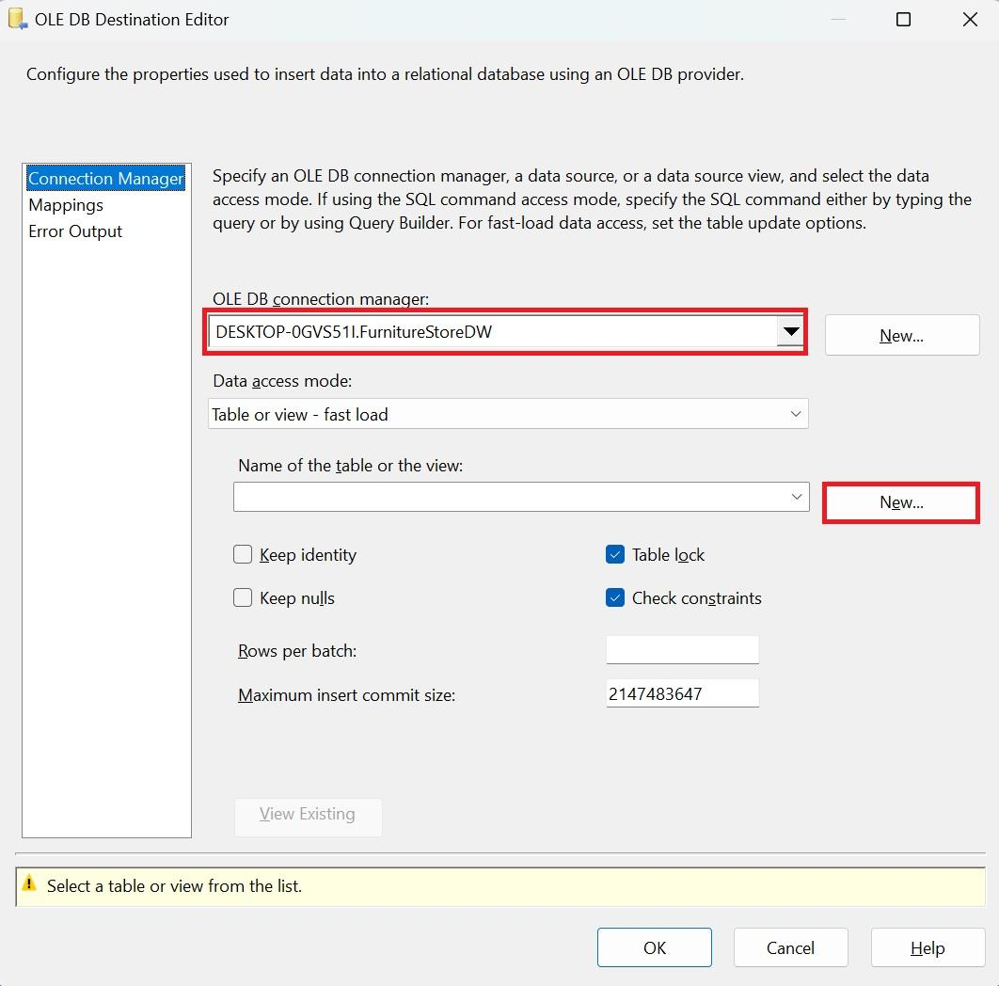 OLE DB Destination Editor
Configure the properties used to insert data into a relational database using an OLE DB provider.
Connection Manager
Mappings
Error Output
Specify an OLE DB connection manager, a data source, or a data source view, and select the data
access mode. If using the SQL command access mode, specify the SQL command either by typing the
query or by using Query Builder. For fast-load data access, set the table update options.
OLE DB connection manager:
DESKTOP-0GVS51I.FurnitureStoreDW
New...
Data access mode:
Table or view - fast load
Name of the table or the view:
New...
Keep identity
Table lock
Keep nulls
Check constraints
Rows per batch:
Maximum insert commit size:
2147483647
View Existing
Select a table or view from the list.
OK
Cancel
Help